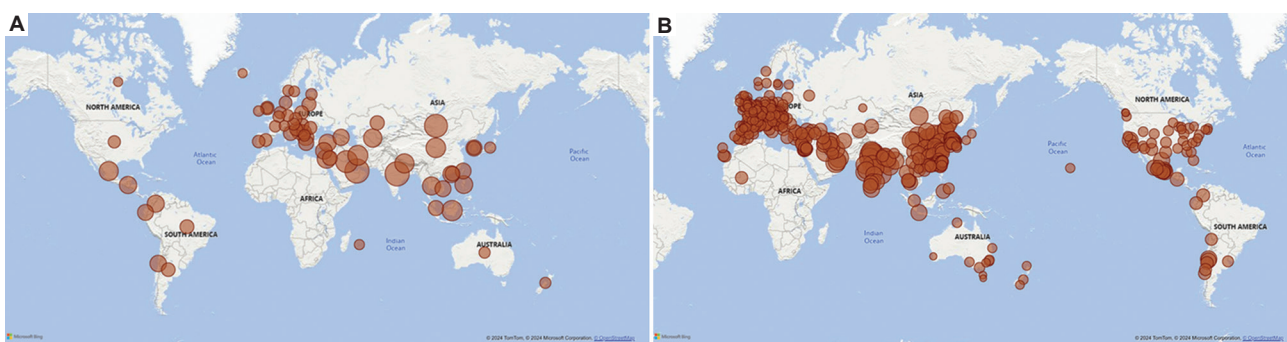 A
NORTH AMERICA
ROPE
ASIA
Atlantic
Ocean
Pacific
Ocean
AFRICA
SOUTH AMERICA
Indian
Ocean
AUSTRALIA
Microsoft Bing
© 2024 TomTom, © 2024 Microsoft Corporation, © OpenStreetMap
B
OPE
ASIA
NORTH AMERICA
Pacific
Ocean
Atlantic
Ocean
AFRICA
Indian
Ocean
AUSTRALIA
SOUTH AMERICA
Microsoft Bing
© 2024 TomTom, © 2024 Microsoft Corporation, © OpenStreetMap